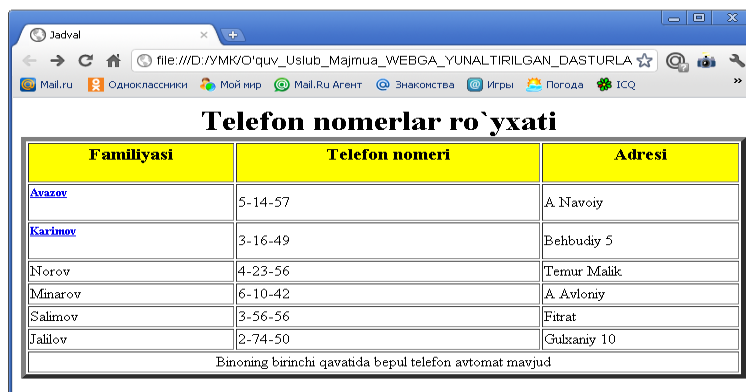 Jadval
file:///D:/УМК/O'quv_Uslub_Majmua_WEBGA_YUNALTIRILGAN_DASTURLA
Mail.ru Одноклассники Мой мир Mail.Ru Агент Знакомства Игры Погода ICQ »
Telefon nomerlar ro`yxati
Familiyasi Telefon nomeri Adresi
Avazov 5-14-57 A Navoiy
Karimov 3-16-49 Behbudiy 5
Norov 4-23-56 Temur Malik
Minarov 6-10-42 A Avloniy
Salimov 3-56-56 Fitrat
Jalilov 2-74-50 Gulxaniy 10
Binoning birinchi qavatida bepul telefon avtomat mavjud